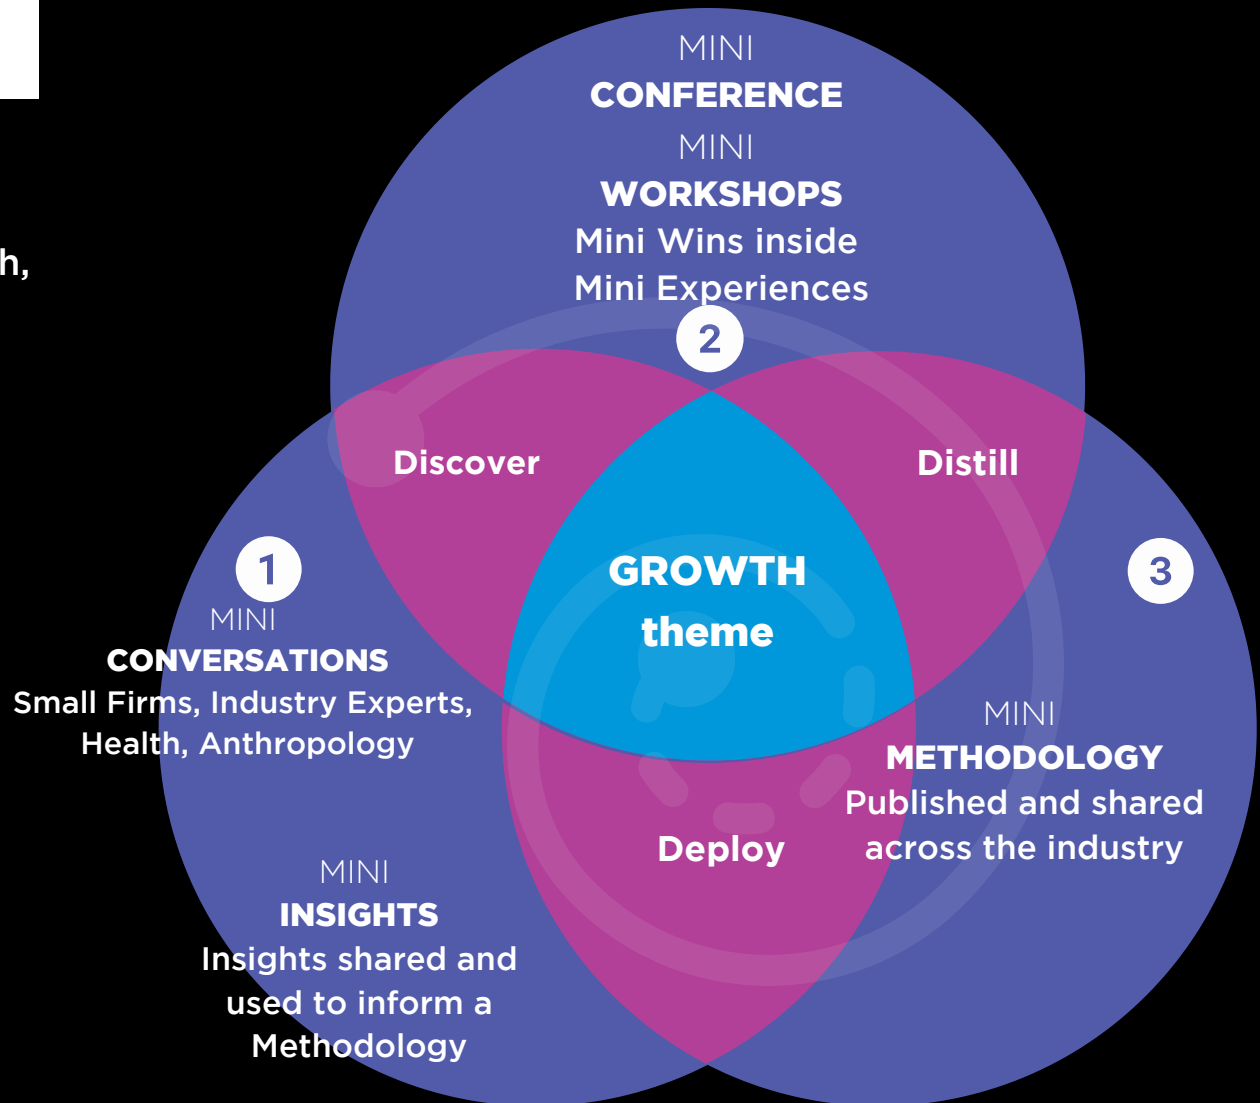 MINI
CONFERENCE
MINI
WORKSHOPS
Mini Wins inside
Mini Experiences
h,
2
Discover
Distill
GROWTH
theme
1
MINI
CONVERSATIONS
Small Firms, Industry Experts,
Health, Anthropology
3
MINI
METHODOLOGY
Published and shared
across the industry
Deploy
MINI
INSIGHTS
Insights shared and
used to inform a
Methodology